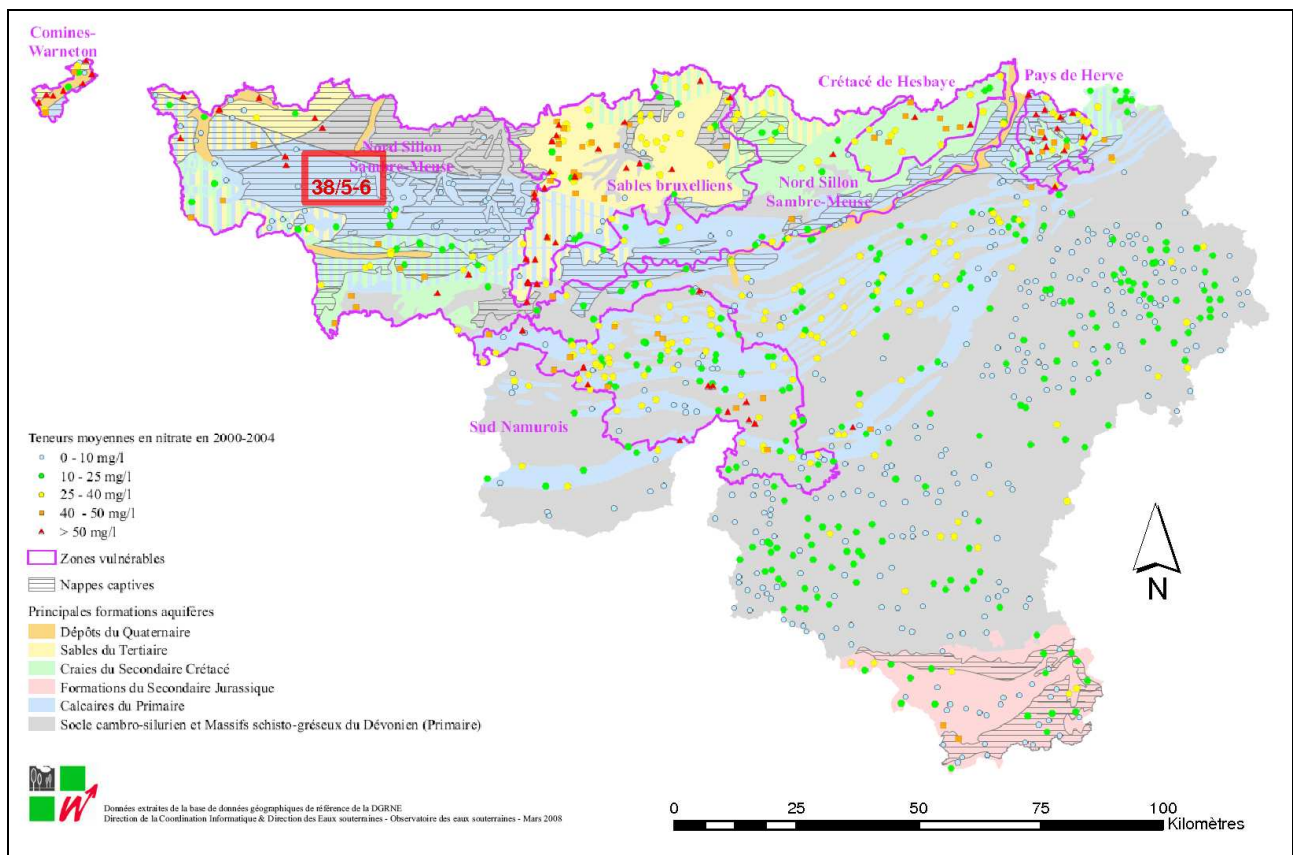 Comines-
Warneton
Crétacé de Hesbaye
Pays de Herve
Nord Sillon
Sambre-Meuse
38/5-6
Sables bruxelliens
Nord Sillon
Sambre-Meuse
Sud Namurois
Teneurs moyennes en nitrate en 2000-2004
0 - 10 mg/l
10 - 25 mg/l
25 - 40 mg/l
40 - 50 mg/l
> 50 mg/l
Zones vulnérables
Nappes captives
Principales formations aquifères
Dépôts du Quaternaire
Sables du Tertiaire
Craies du Secondaire Crétacé
Formations du Secondaire Jurassique
Calcaires du Primaire
Socle cambro-silurien et Massifs schisto-gréseux du Dévonien (Primaire)
N
W
Données extraites de la base de données géographiques de référence de la DGRNE
Direction de la Coordination Informatique & Direction des Eaux souterraines - Observatoire des eaux souterraines - Mars 2008
0 25 50 75 100
Kilomètres